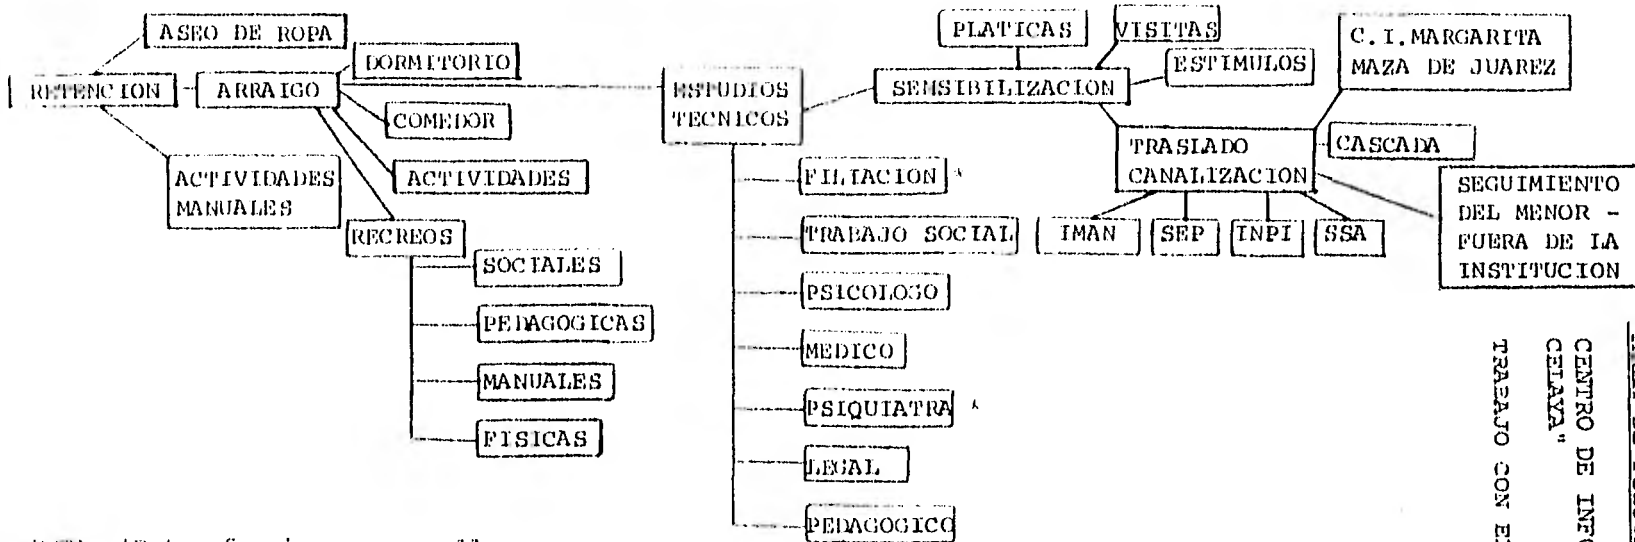 ASEO DE ROPA
RETENCION
ARRAIGO
DORMITORIO
COMEDOR
ACTIVIDADES
MANUALES
ACTIVIDADES
RECREOS
SOCIALES
PEDAGOGICAS
MANUALES
FISICAS
ESTUDIOS
TECNICOS
FILIACION *
TRABAJO SOCIAL
PSICOLOGO
MEDICO
PSIQUIATRA *
LEGAL
PEDAGOGICO
PLATICAS
VISITAS
ESTIMULOS
SENSIBILIZACION
C.I.MARGARITA
MAZA DE JUAREZ
TRASLADO
CANALIZACION
CASCADA
IMAN
SEP
INPI
SSA
SEGUIMIENTO
DEL MENOR -
FUERA DE LA
INSTITUCION
CENTRO DE
CELAYA"
TRABAJO CON